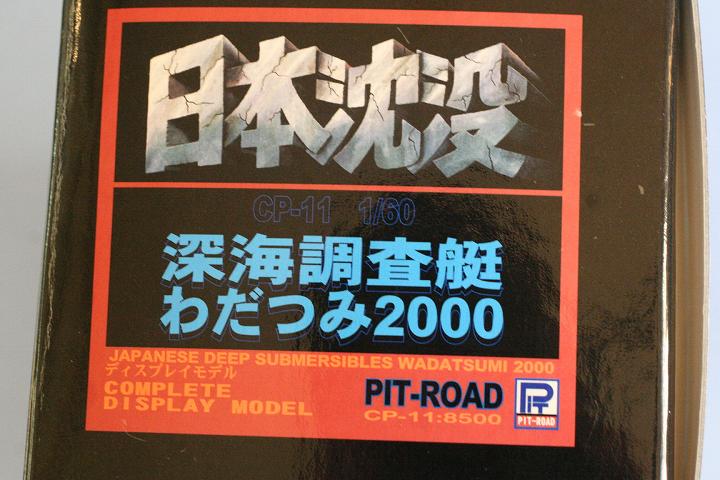 日本沈没
CP-11 1/60
深海調査艇
わだつみ2000
JAPANESE DEEP SUBMERSIBLES WADATSUMI 2000
ディスプレイモデル
COMPLETE
DISPLAY MODEL
PIT-ROAD
CP-11:8500
PIT
PIT-ROAD